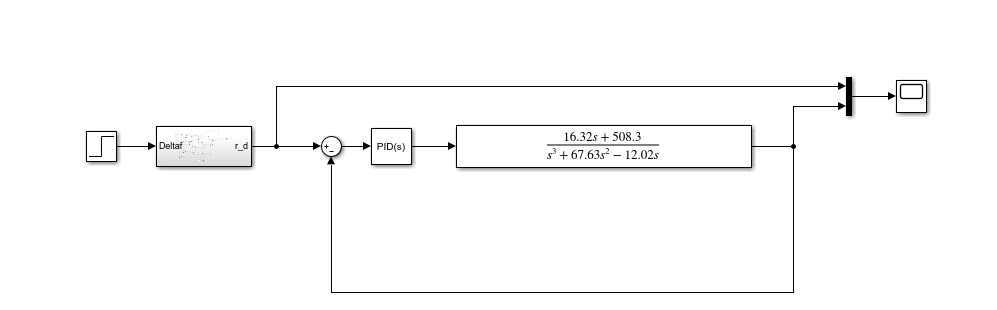 Deltaf
r_d
+
−
PID(s)
16.32s + 508.3
s³ + 67.63s² − 12.02s